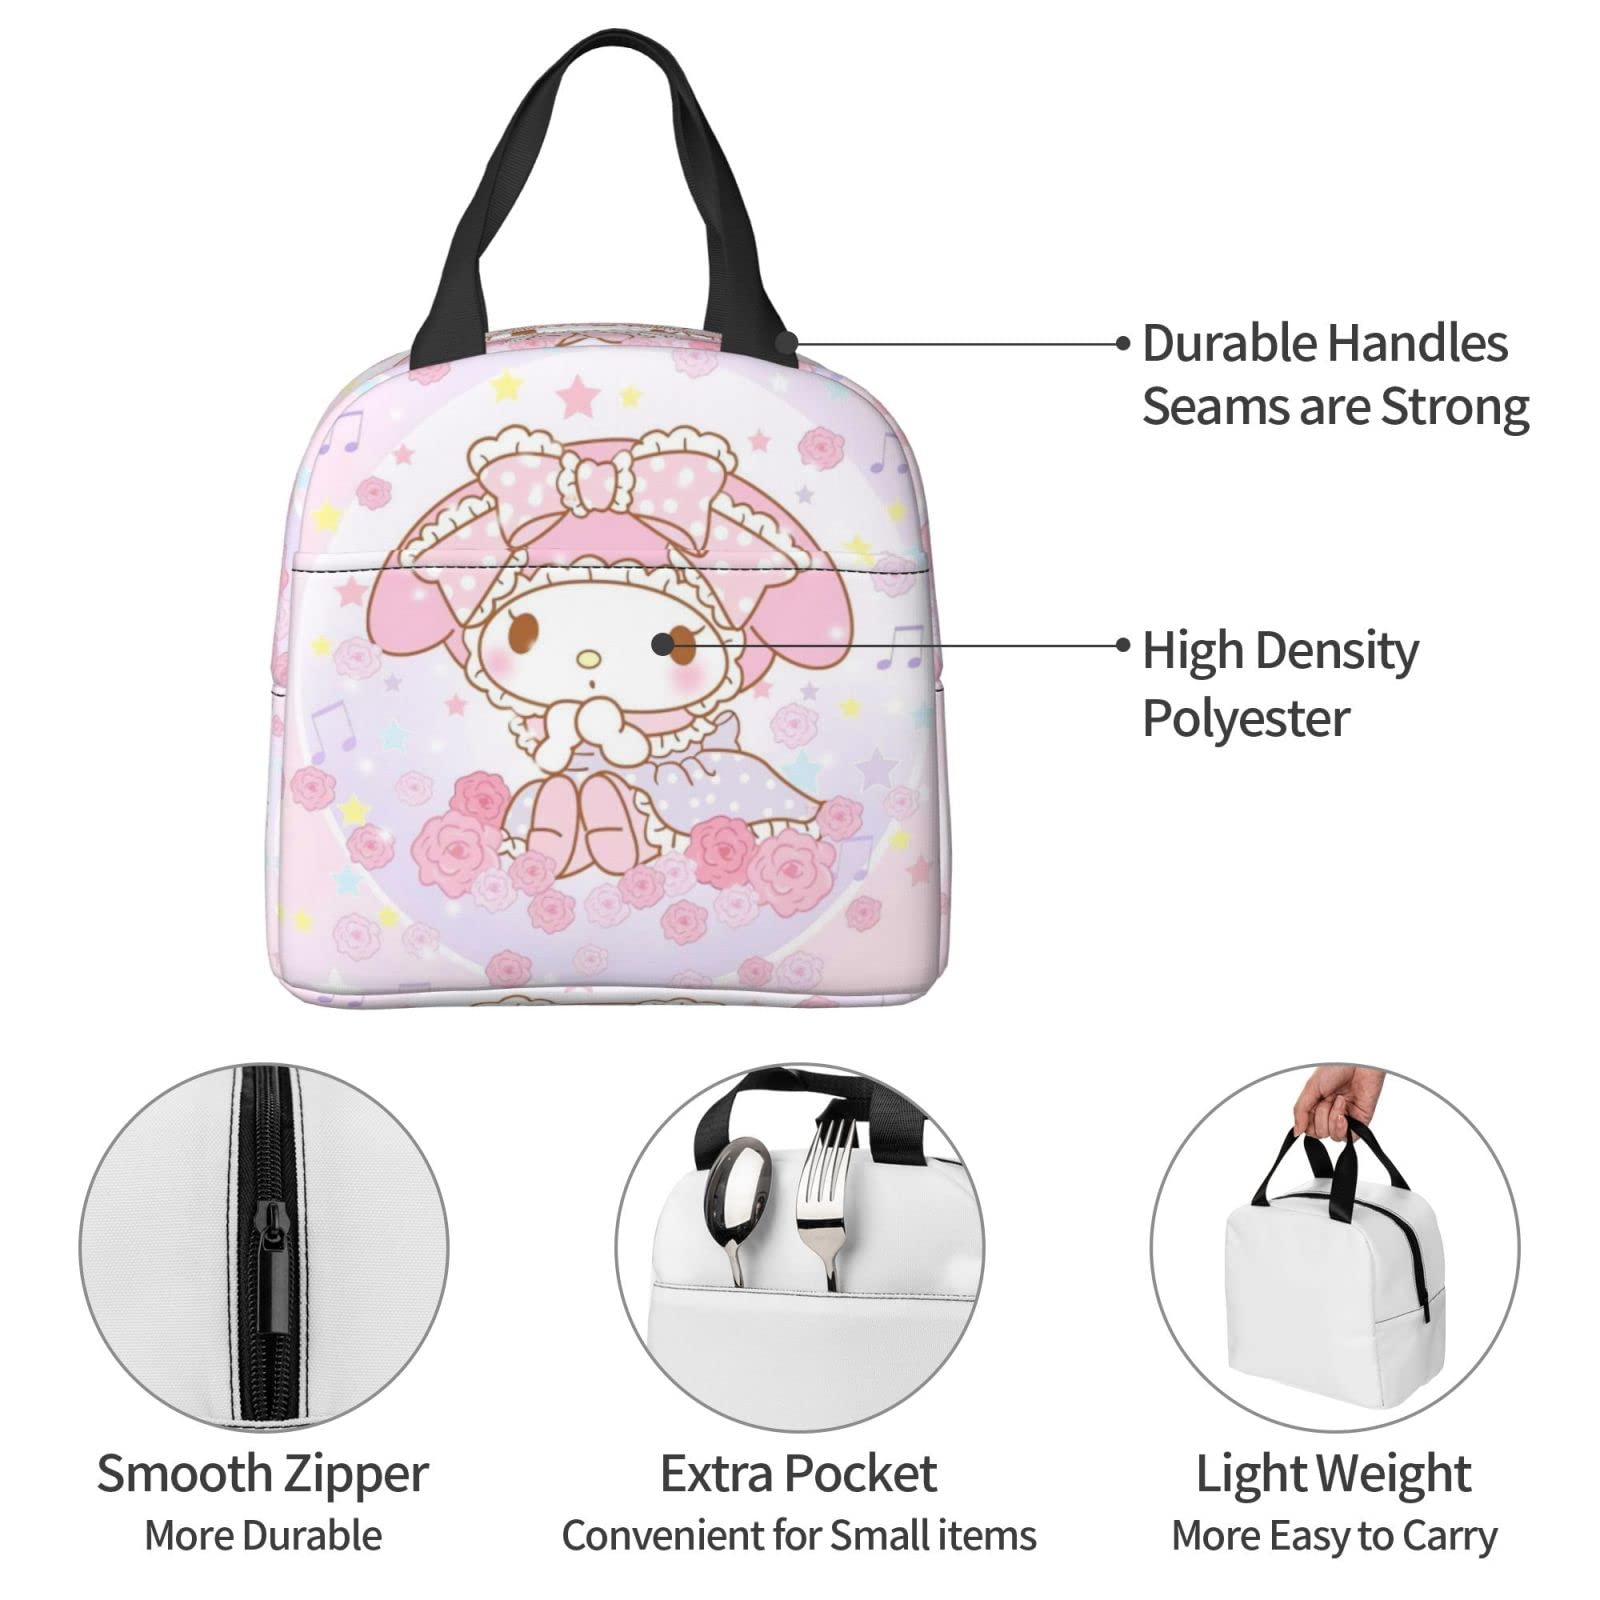 Durable Handles
Seams are Strong
High Density
Polyester
Smooth Zipper
More Durable
Extra Pocket
Convenient for Small items
Light Weight
More Easy to Carry